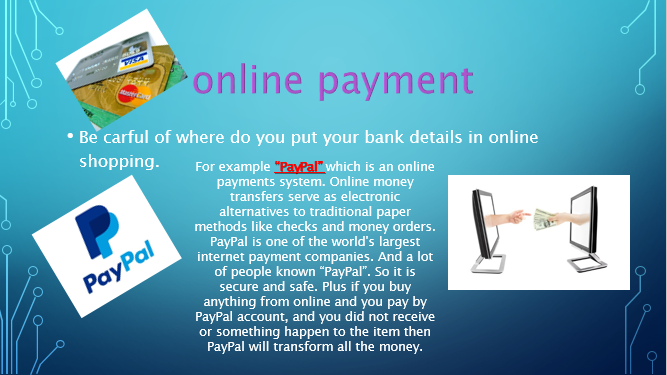 VISA
MasterCard
online payment
• Be carful of where do you put your bank details in online
shopping.
For example “PayPal” which is an online
payments system. Online money
transfers serve as electronic
alternatives to traditional paper
methods like checks and money orders.
PayPal is one of the world's largest
internet payment companies. And a lot
of people known “PayPal”. So it is
secure and safe. Plus if you buy
anything from online and you pay by
PayPal account, and you did not receive
or something happen to the item then
PayPal will transform all the money.
PayPal